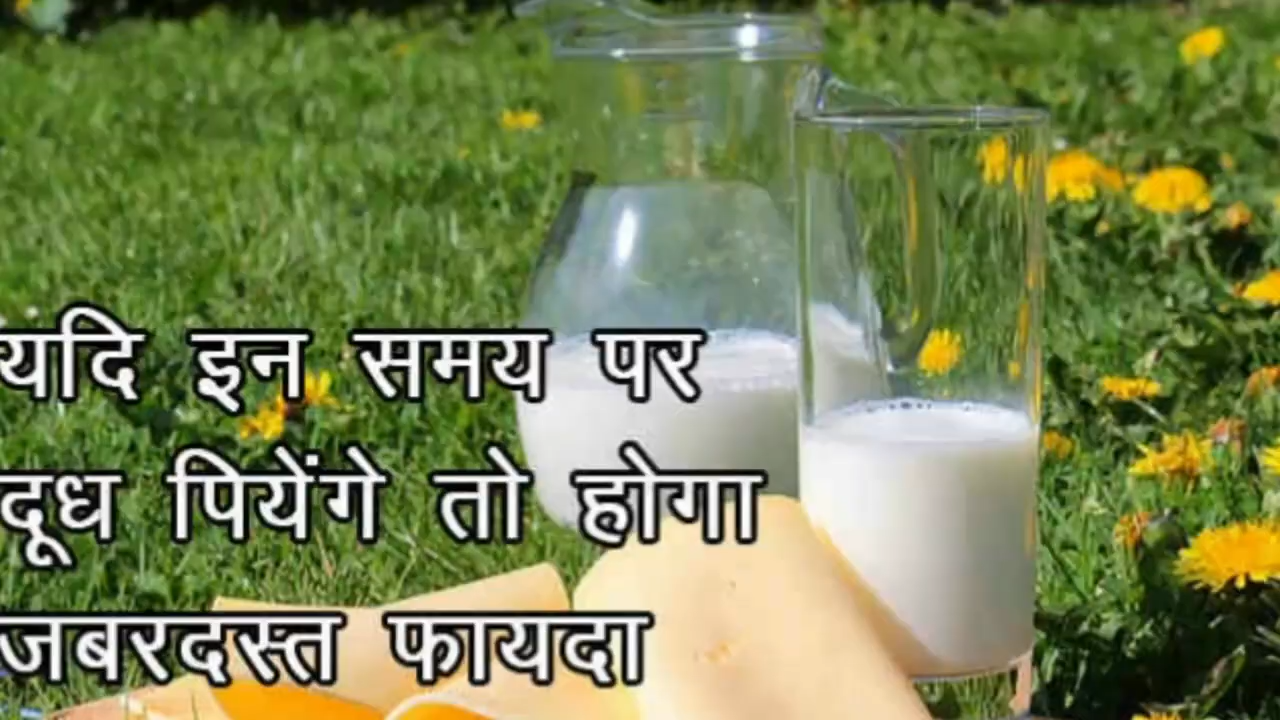 यदि इन समय पर
दूध पियेंगे तो होगा
जबरदस्त फायदा